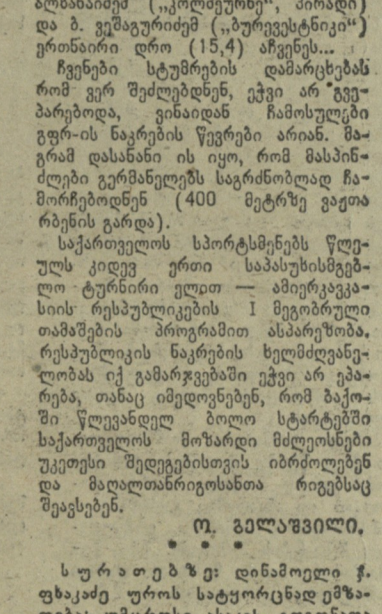 და ბ. ვეშაგურიძემ („ბურევესტნიკი“)
ერთნაირი დრო (15,4) აჩვენეს...
ჩვენები სტუმრების დამარცხებას
რომ ვერ შეძლებდნენ, ეჭვი არ გვე-
პარებოდა, ვინაიდან ჩამოსულები
გფრ-ის ნაკრების წევრები არიან. მა-
გრამ დასანანი ის იყო, რომ მასპინ-
ძლები გერმანელებს საგრძნობლად ჩა-
მორჩებოდნენ (400 მეტრზე ვაჟთა
რბენის გარდა).
საქართველოს სპორტსმენებს წლე-
ულს კიდევ ერთი საპასუხისმგებ-
ლო ტურნირი ელით — ამიერკავკა-
სიის რესპუბლიკების I მეგობრული
თამაშების პროგრამით ასპარეზობა.
რესპუბლიკის ნაკრების ხელმძღვანე-
ლობას იქ გამარჯვებაში ეჭვი არ ეპა-
რება, თანაც იმედოვნებენ, რომ ბაქო-
ში წლევანდელ ბოლო სტარტებში
საქართველოს მოზარდი მძლეოსნები
უკეთესი შედეგებისთვის იბრძოლებენ
და მაღალთანრიგოსანთა რიგებსაც
შეავსებენ.
ო. გელაშვილი.
* * *
სურათებზე: დინამოელი ჯ.
ფხაკაძე უროს სატყორცნად ემზა-